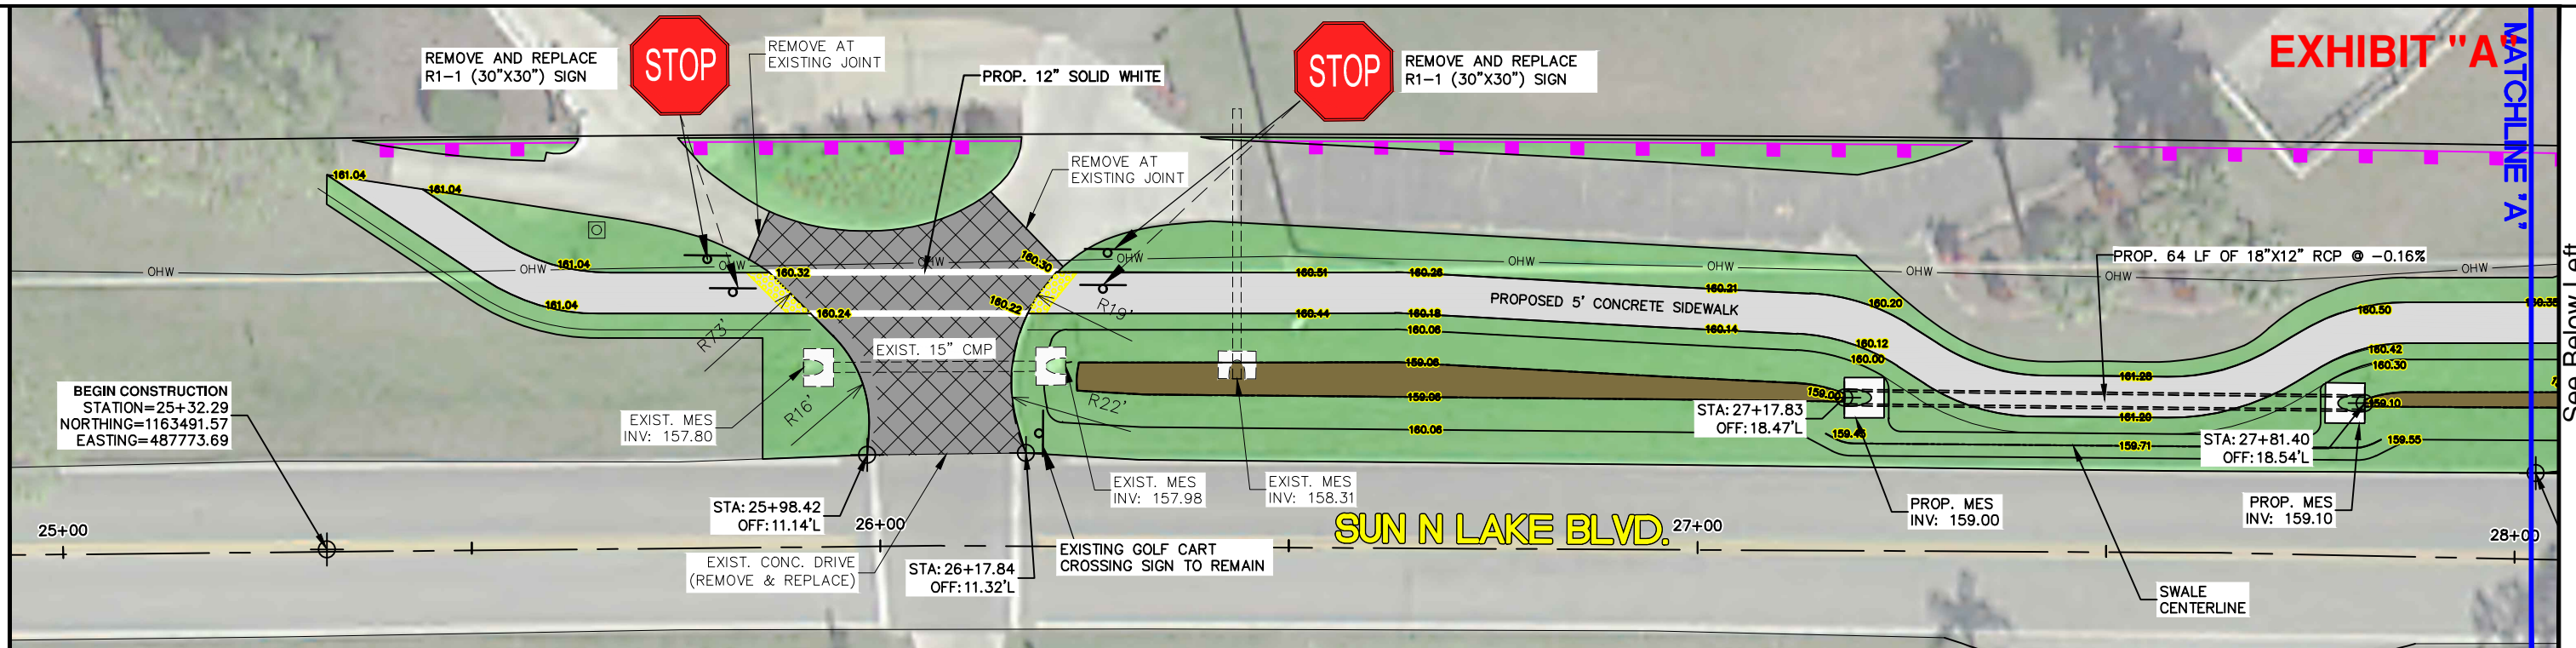 EXHIBIT "A"
MATCHLINE 'A'
See Below Left
REMOVE AND REPLACE
R1-1 (30"X30") SIGN
STOP
REMOVE AT
EXISTING JOINT
PROP. 12" SOLID WHITE
STOP
REMOVE AND REPLACE
R1-1 (30"X30") SIGN
REMOVE AT
EXISTING JOINT
161.04
161.04
161.04
161.04
OHW
OHW
OHW
OHW
OHW
OHW
OHW
OHW
OHW
OHW
160.32
160.30
160.24
160.22
R73'
R19'
R16'
R22'
EXIST. 15" CMP
160.51
160.26
160.21
160.20
PROPOSED 5' CONCRETE SIDEWALK
160.44
160.18
160.14
160.12
160.06
160.00
159.06
159.06
159.00
160.06
PROP. 64 LF OF 18"X12" RCP @ -0.16%
161.28
161.20
159.71
160.50
160.42
160.30
159.10
159.55
BEGIN CONSTRUCTION
STATION=25+32.29
NORTHING=1163491.57
EASTING=487773.69
EXIST. MES
INV: 157.80
EXIST. MES
INV: 157.98
EXIST. MES
INV: 158.31
STA: 27+17.83
OFF: 18.47'L
STA: 27+81.40
OFF: 18.54'L
PROP. MES
INV: 159.00
PROP. MES
INV: 159.10
STA: 25+98.42
OFF: 11.14'L
EXIST. CONC. DRIVE
(REMOVE & REPLACE)
STA: 26+17.84
OFF: 11.32'L
EXISTING GOLF CART
CROSSING SIGN TO REMAIN
SUN N LAKE BLVD.
25+00
26+00
27+00
28+00
SWALE
CENTERLINE